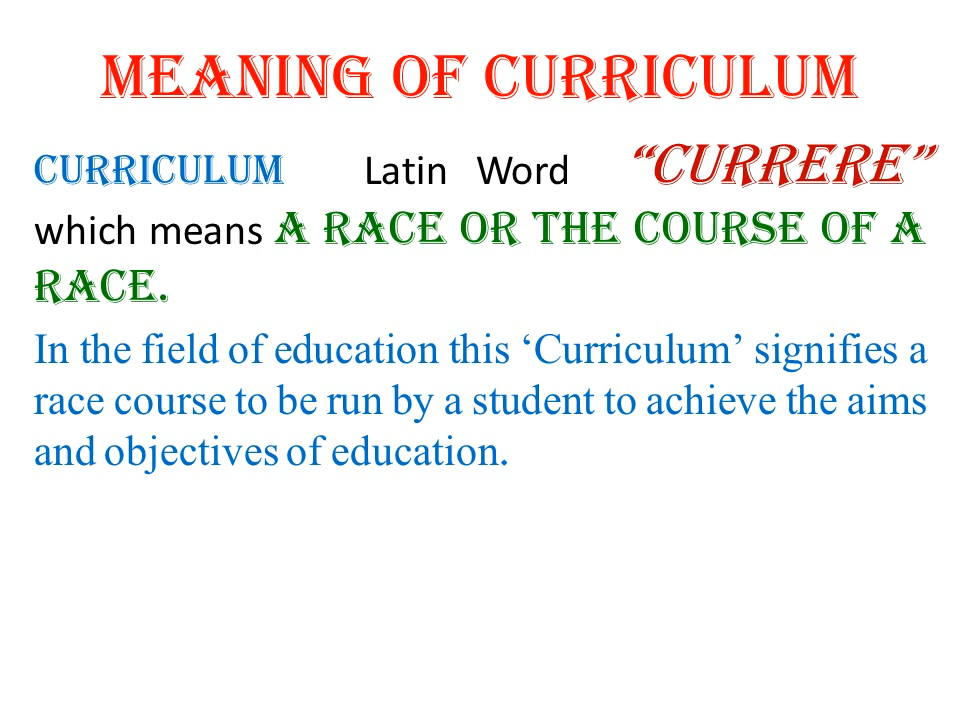 MEANING OF CURRICULUM
CURRICULUM Latin Word “CURRERE”
which means A RACE OR THE COURSE OF A
RACE.
In the field of education this ‘Curriculum’ signifies a
race course to be run by a student to achieve the aims
and objectives of education.